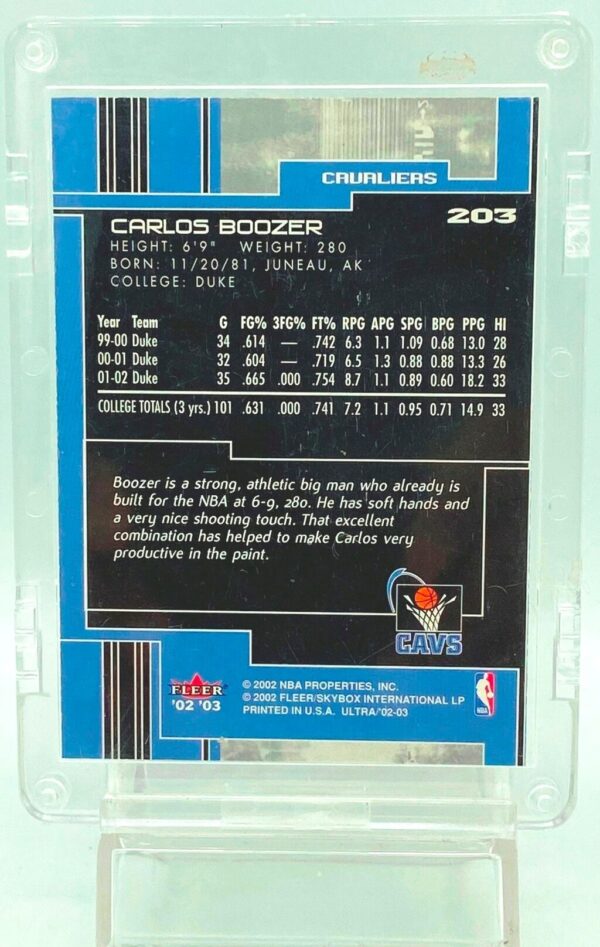 CAVALIERS
203
CARLOS BOOZER
HEIGHT: 6'9" WEIGHT: 280
BORN: 11/20/81, JUNEAU, AK
COLLEGE: DUKE
Year Team G FG% 3FG% FT% RPG APG SPG BPG PPG HI
99-00 Duke 34 .614 — .742 6.3 1.1 1.09 0.68 13.0 28
00-01 Duke 32 .604 — .719 6.5 1.3 0.88 0.88 13.3 26
01-02 Duke 35 .665 .000 .754 8.7 1.1 0.89 0.60 18.2 33
COLLEGE TOTALS (3 yrs.) 101 .631 .000 .741 7.2 1.1 0.95 0.71 14.9 33
Boozer is a strong, athletic big man who already is
built for the NBA at 6-9, 280. He has soft hands and
a very nice shooting touch. That excellent
combination has helped to make Carlos very
productive in the paint.
CAVS
FLEER
'02 '03
© 2002 NBA PROPERTIES, INC.
© 2002 FLEER/SKYBOX INTERNATIONAL LP
PRINTED IN U.S.A. ULTRA/'02-03
NBA